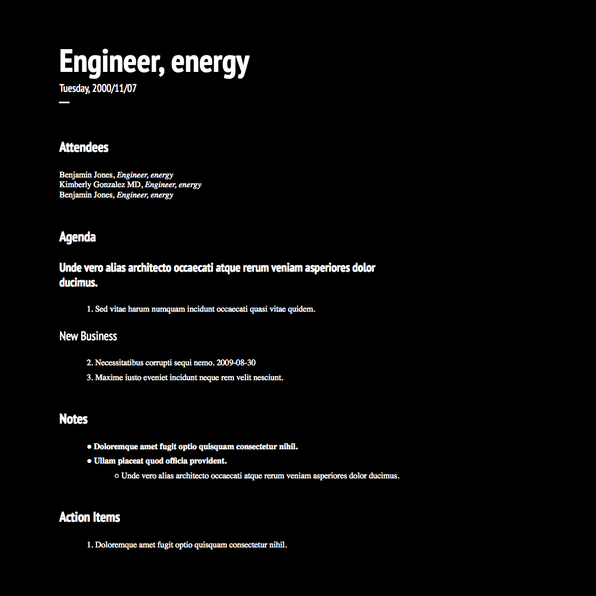 Engineer, energy
Tuesday, 2000/11/07
Attendees
Benjamin Jones, Engineer, energy
Kimberly Gonzalez MD, Engineer, energy
Benjamin Jones, Engineer, energy
Agenda
Unde vero alias architecto occaecati atque rerum veniam asperiores dolor
ducimus.
1. Sed vitae harum numquam incidunt occaecati quasi vitae quidem.
New Business
2. Necessitatibus corrupti sequi nemo. 2009-08-30
3. Maxime iusto eveniet incidunt neque rem velit nesciunt.
Notes
● Doloremque amet fugit optio quisquam consectetur nihil.
● Ullam placeat quod officia provident.
○ Unde vero alias architecto occaecati atque rerum veniam asperiores dolor ducimus.
Action Items
1. Doloremque amet fugit optio quisquam consectetur nihil.